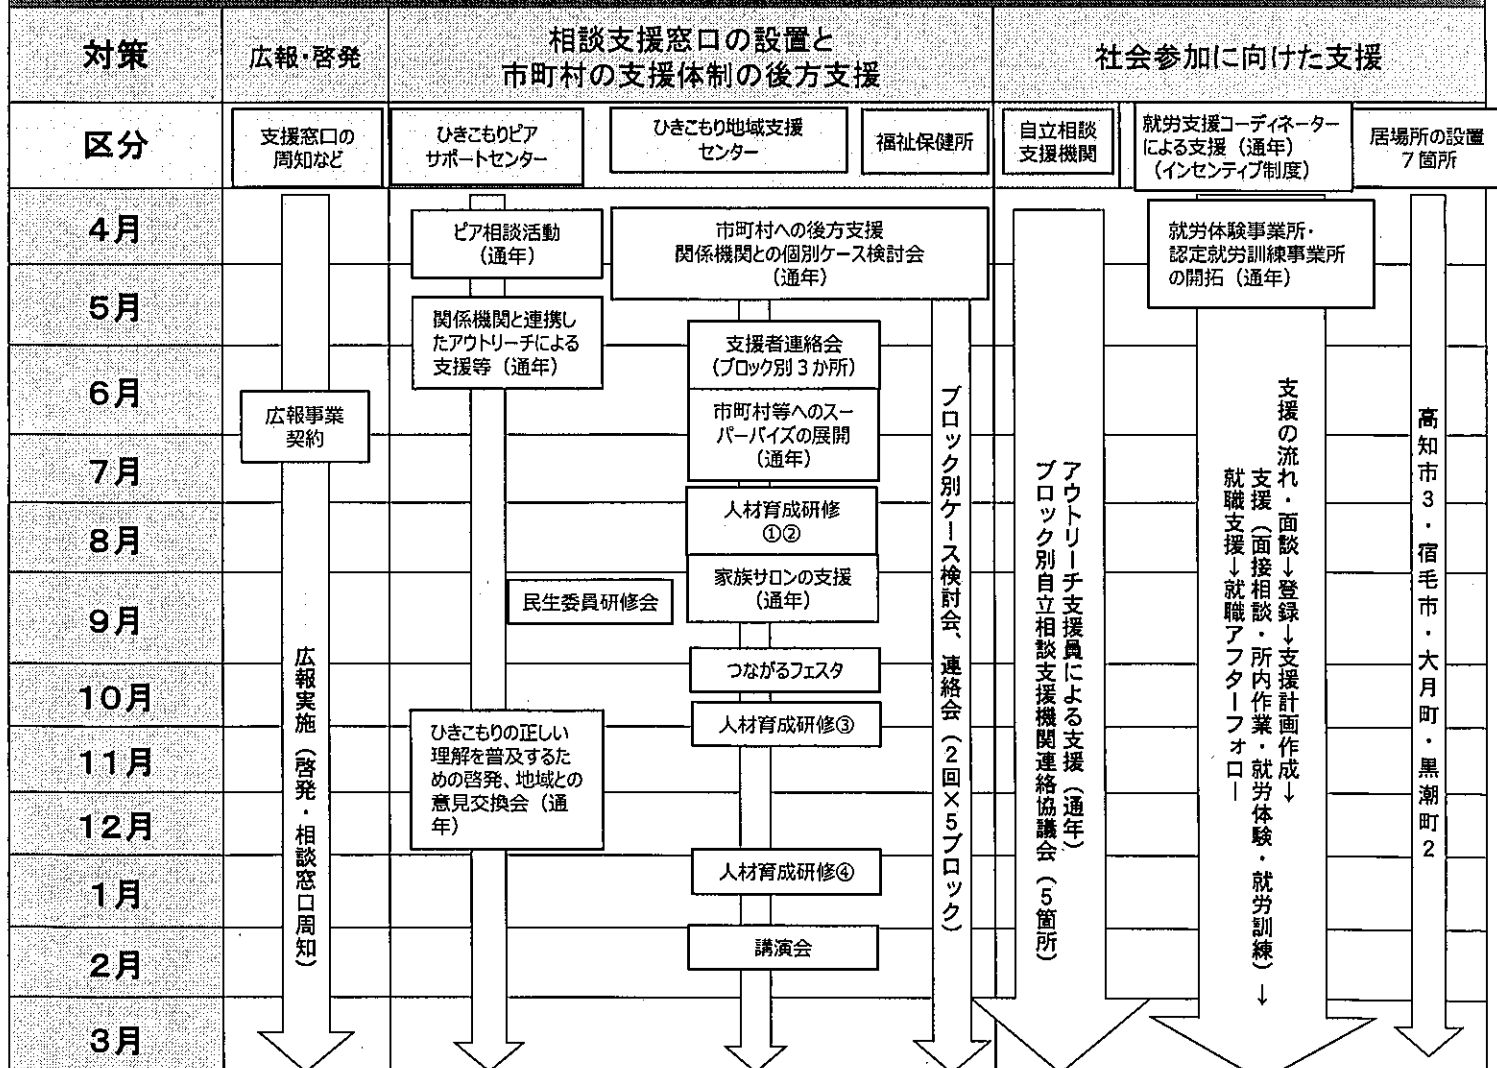 対策
広報・啓発
相談支援窓口の設置と
市町村の支援体制の後方支援
社会参加に向けた支援
区分
支援窓口の
周知など
ひきこもりピア
サポートセンター
ひきこもり地域支援
センター
福祉保健所
自立相談
支援機関
就労支援コーディネーター
による支援（通年）
（インセンティブ制度）
居場所の設置
7箇所
4月
5月
6月
7月
8月
9月
10月
11月
12月
1月
2月
3月
広報事業
契約
広報実施（啓発・相談窓口周知）
ピア相談活動
（通年）
関係機関と連携し
たアウトリーチによる
支援等（通年）
民生委員研修会
ひきこもりの正しい
理解を普及するた
めの啓発、地域との
意見交換会（通
年）
市町村への後方支援
関係機関との個別ケース検討会
（通年）
支援者連絡会
（ブロック別3か所）
市町村等へのスー
パーバイズの展開
（通年）
人材育成研修
①②
家族サロンの支援
（通年）
つながるフェスタ
人材育成研修③
人材育成研修④
講演会
ブロック別ケース検討会、連絡会（2回×5ブロック）
アウトリーチ支援員による支援（通年）
ブロック別自立相談支援機関連絡協議会（5箇所）
就労体験事業所・
認定就労訓練事業所
の開拓（通年）
支援の流れ・面談→登録→支援計画作成→
支援（面接相談・所内作業・就労体験・就労訓練）→
就職支援→就職アフターフォロー
高知市3・宿毛市・大月町・黒潮町2